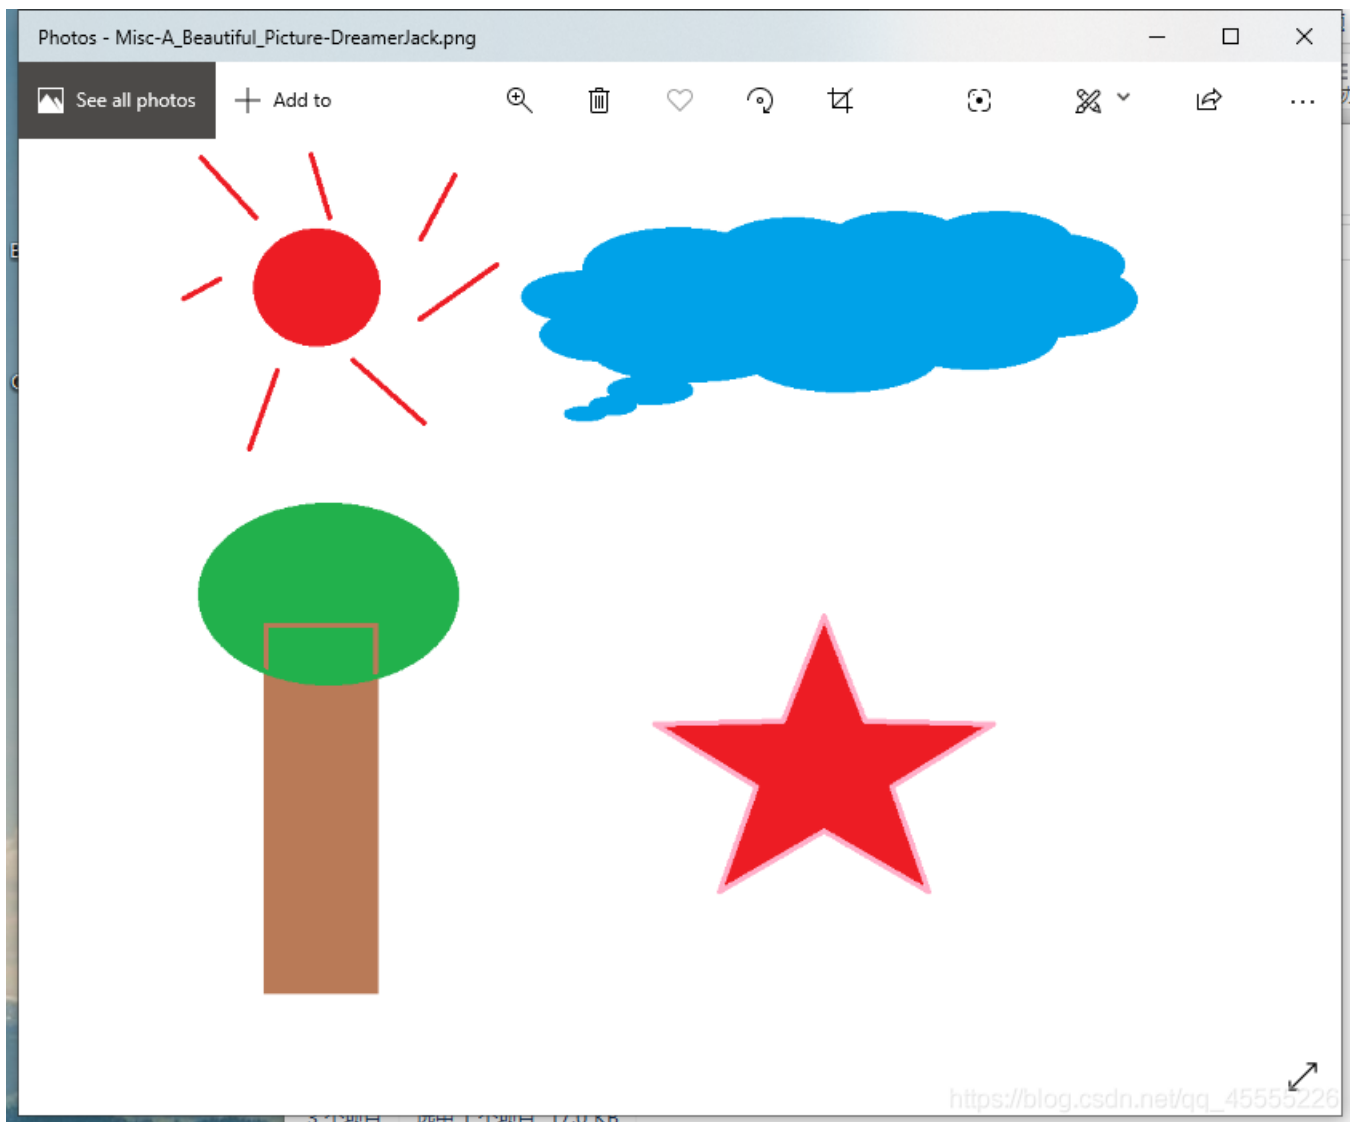 Photos - Misc-A_Beautiful_Picture-DreamerJack.png
See all photos
Add to
https://blog.csdn.net/qq_45555226